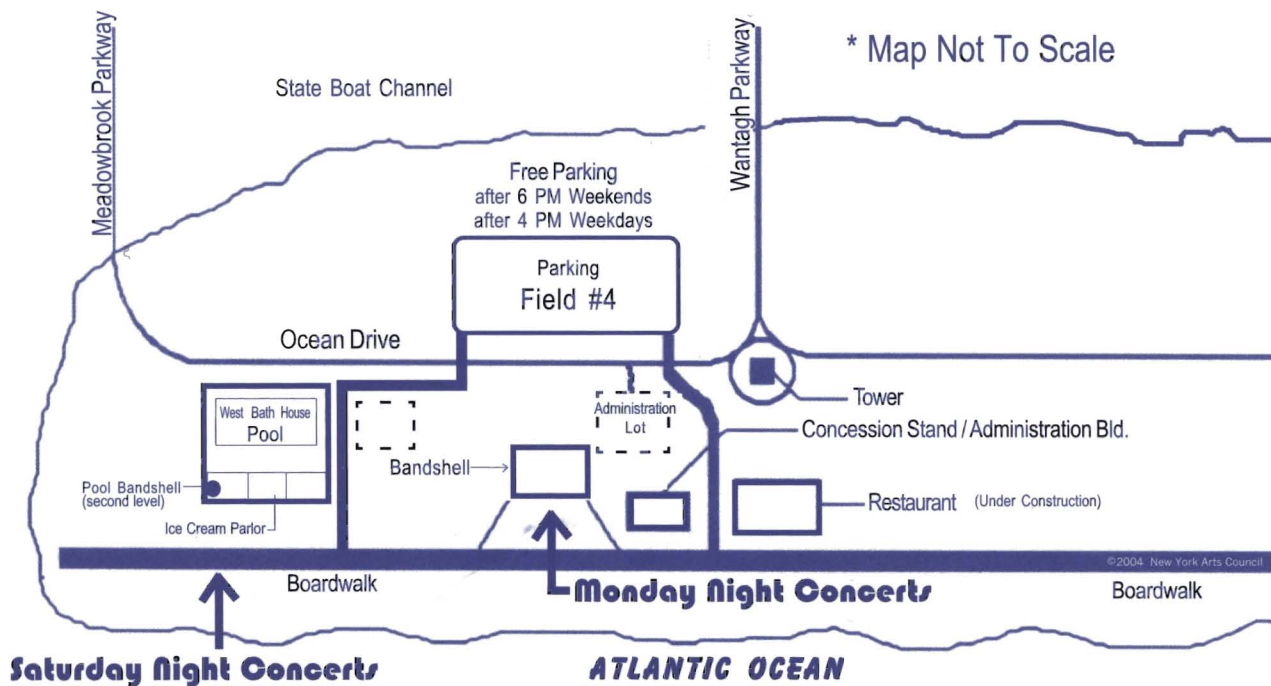 Meadowbrook Parkway
State Boat Channel
Wantagh Parkway
* Map Not To Scale
Free Parking
after 6 PM Weekends
after 4 PM Weekdays
Parking
Field #4
Ocean Drive
West Bath House
Pool
Administration
Lot
Tower
Concession Stand / Administration Bld.
Bandshell
Pool Bandshell
(second level)
Ice Cream Parlor
Restaurant (Under Construction)
©2004 New York Arts Council
Boardwalk
Monday Night Concerts
Boardwalk
Saturday Night Concerts
ATLANTIC OCEAN